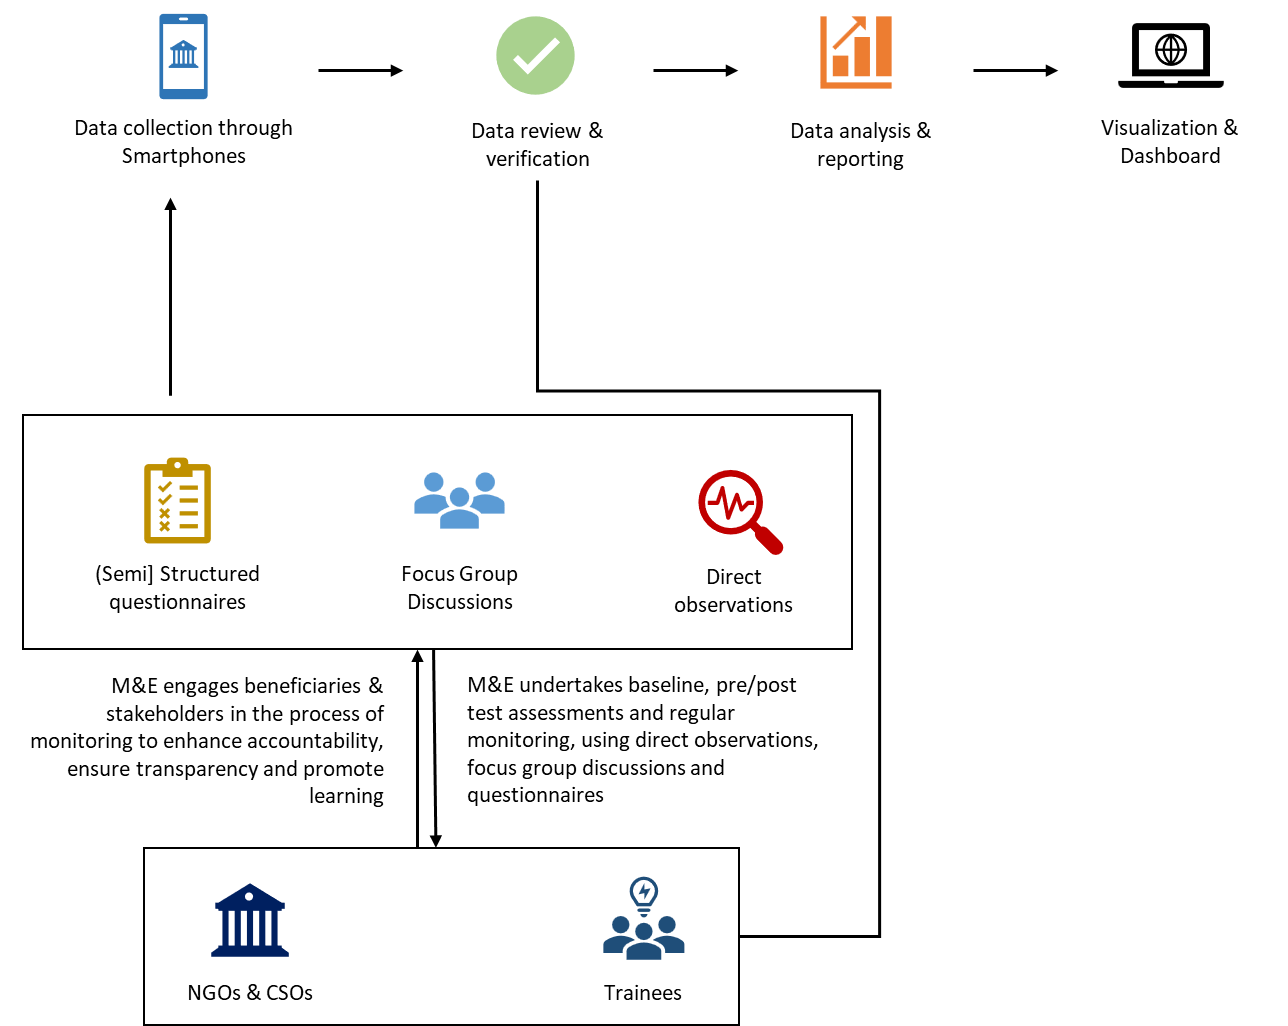 Data collection through
Smartphones
Data review &
verification
Data analysis &
reporting
Visualization &
Dashboard
(Semi] Structured
questionnaires
Focus Group
Discussions
Direct
observations
M&E engages beneficiaries &
stakeholders in the process of
monitoring to enhance accountability,
ensure transparency and promote
learning
M&E undertakes baseline, pre/post
test assessments and regular
monitoring, using direct observations,
focus group discussions and
questionnaires
NGOs & CSOs
Trainees